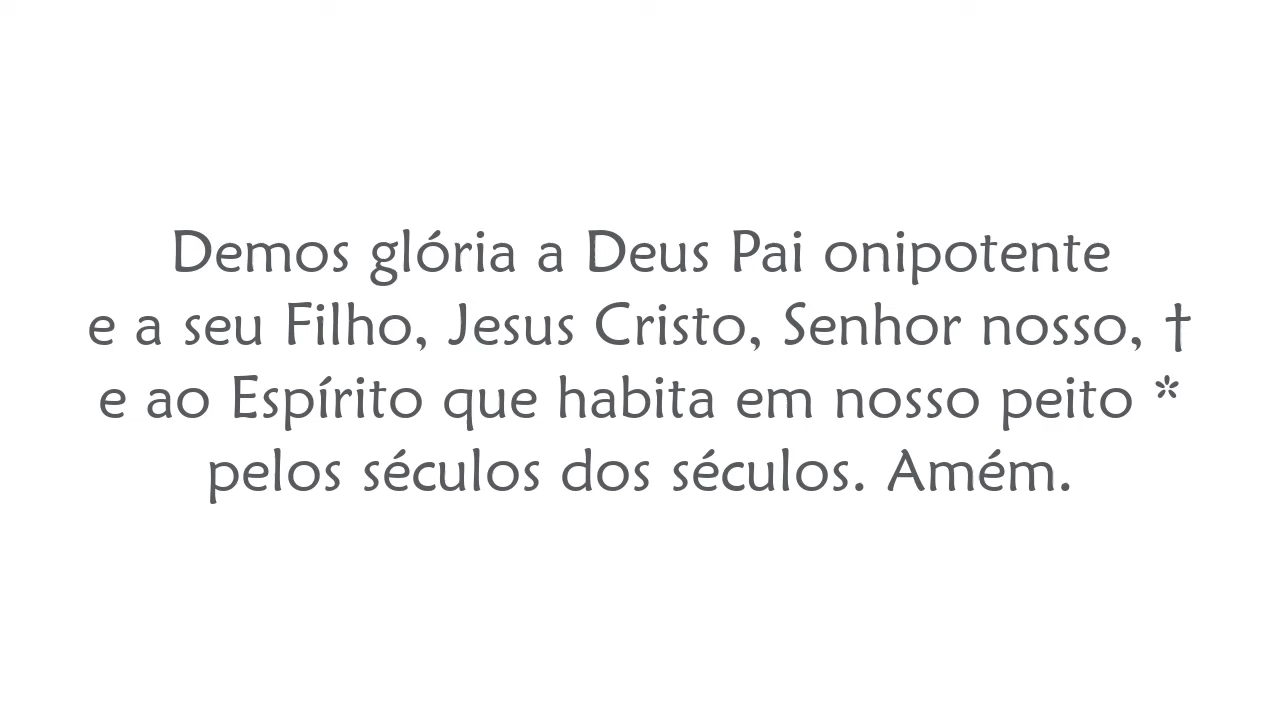 Demos glória a Deus Pai onipotente
e a seu Filho, Jesus Cristo, Senhor nosso, †
e ao Espírito que habita em nosso peito *
pelos séculos dos séculos. Amém.